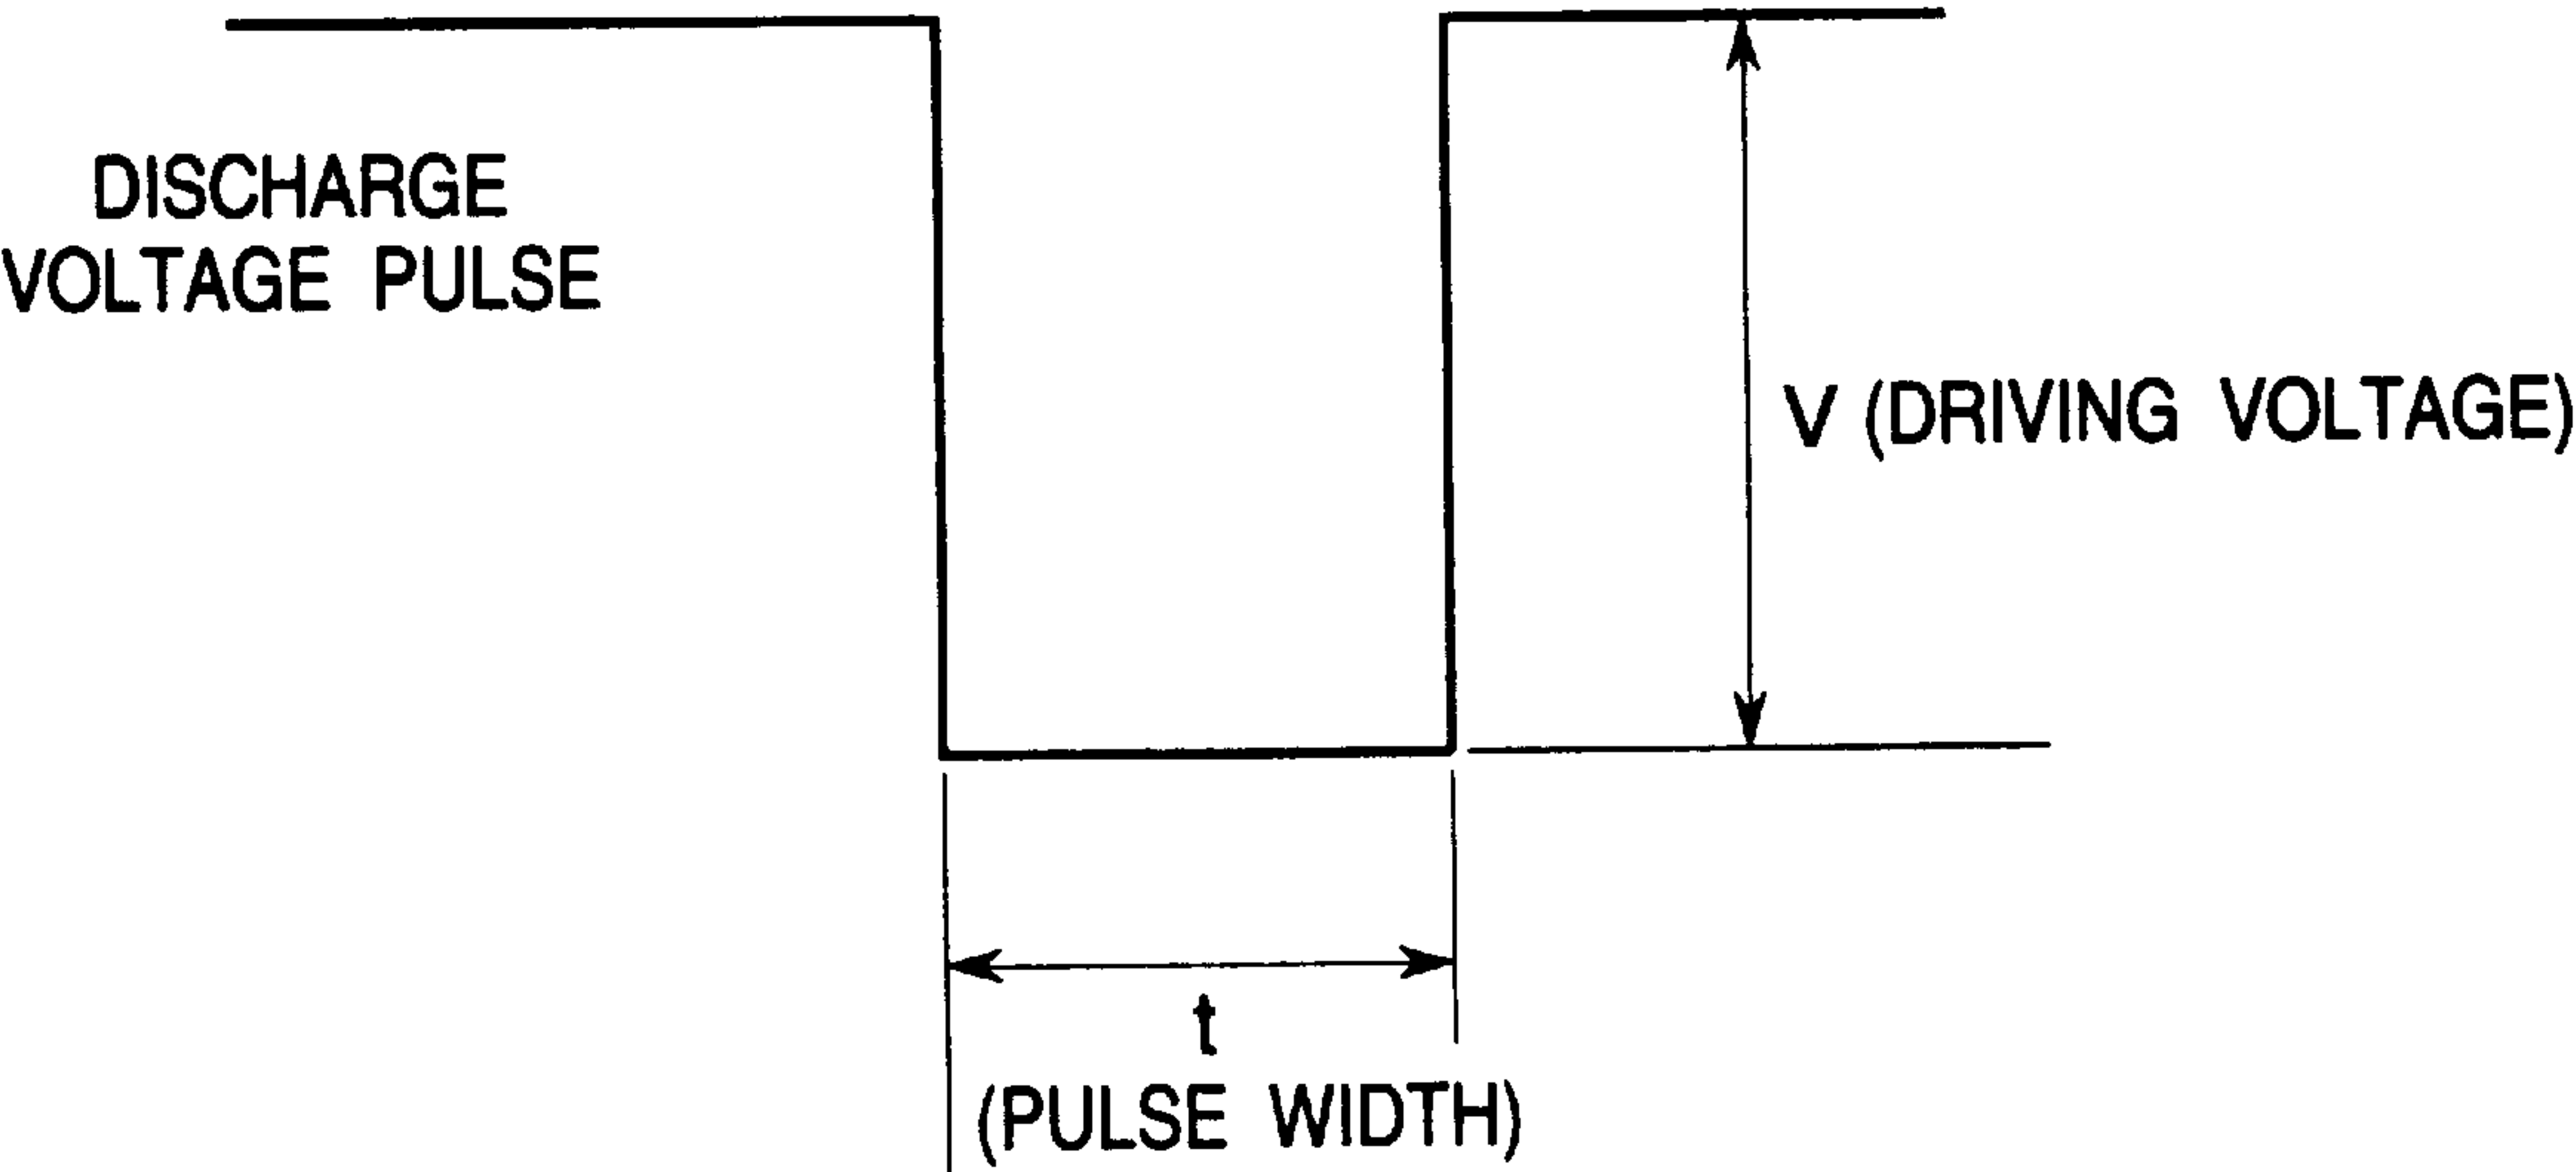 DISCHARGE
VOLTAGE PULSE
V (DRIVING VOLTAGE)
t
(PULSE WIDTH)